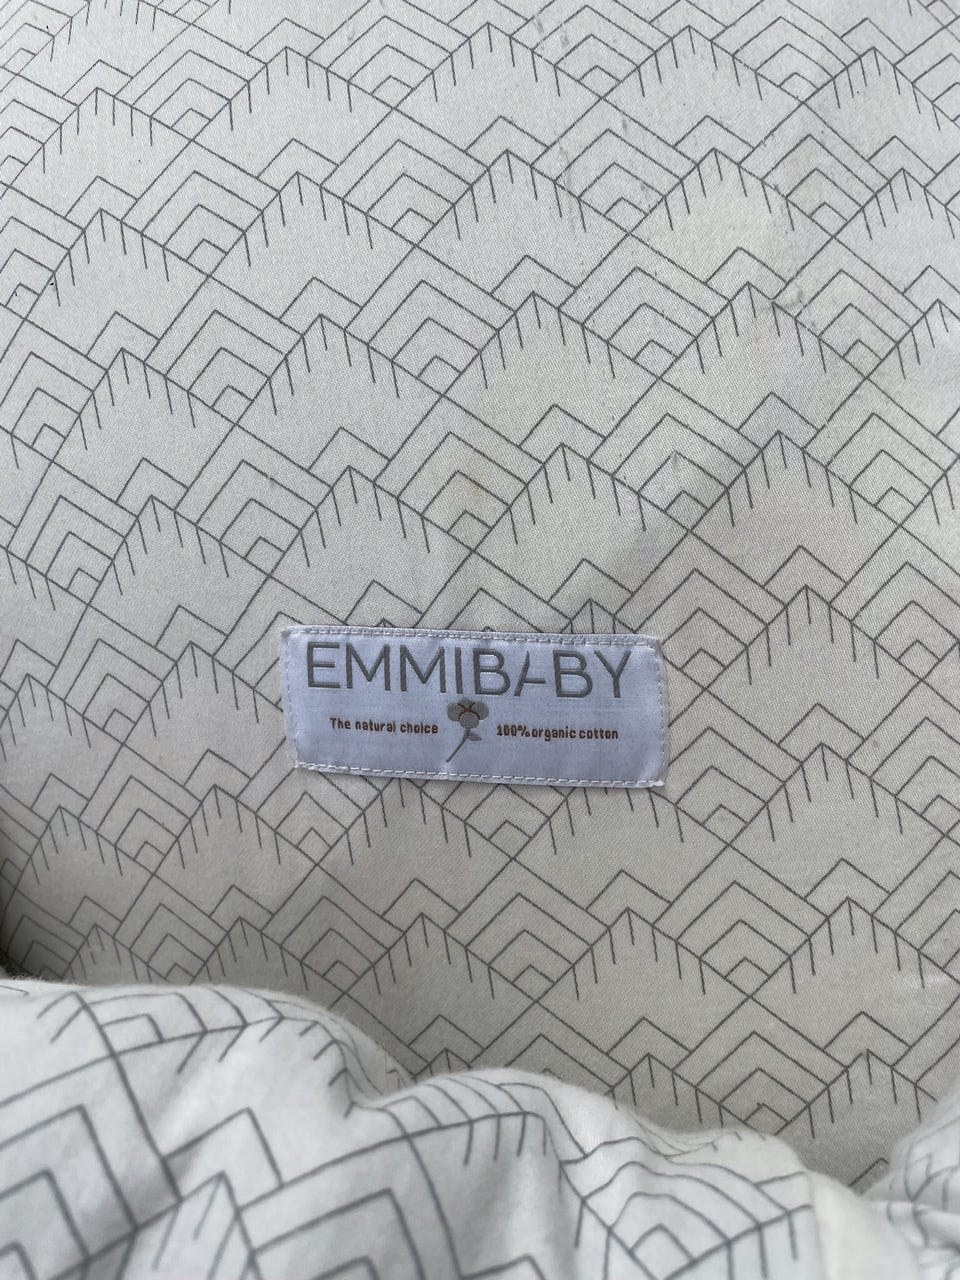 EMMIBABY
The natural choice 100% organic cotton